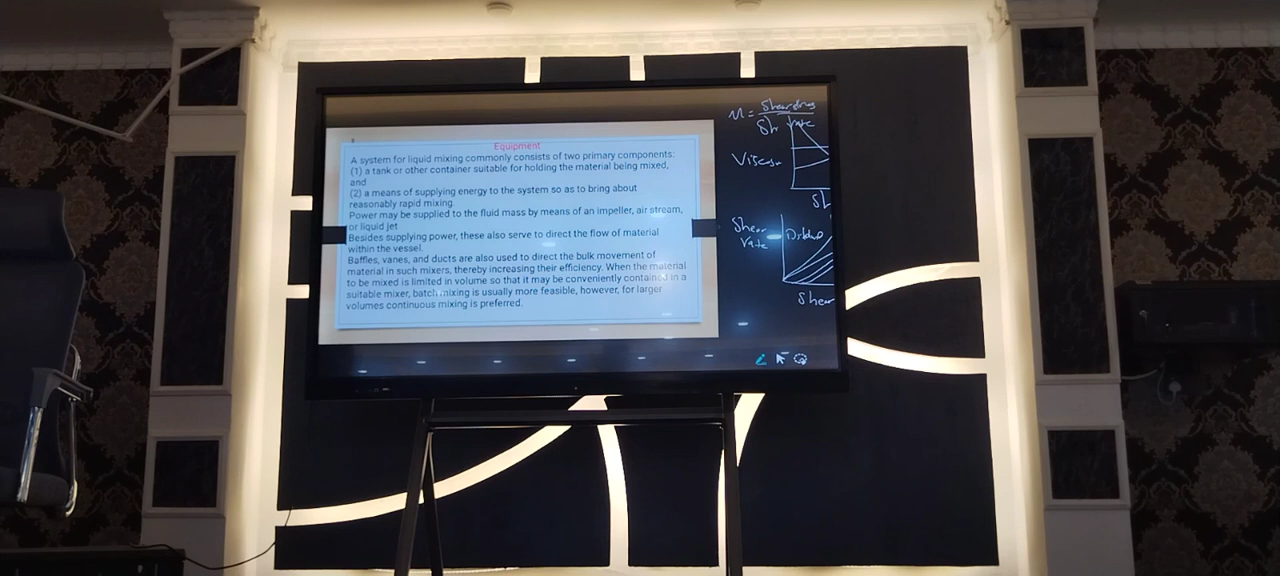 Equipment
A system for liquid mixing commonly consists of two primary components:
(1) a tank or other container suitable for holding the material being mixed,
and
(2) a means of supplying energy to the system so as to bring about
reasonably rapid mixing.
Power may be supplied to the fluid mass by means of an impeller, air stream,
or liquid jet
Besides supplying power, these also serve to direct the flow of material
within the vessel.
Baffles, vanes, and ducts are also used to direct the bulk movement of
material in such mixers, thereby increasing their efficiency. When the material
to be mixed is limited in volume so that it may be conveniently contained in a
suitable mixer, batch mixing is usually more feasible, however, for larger
volumes continuous mixing is preferred.
Shear
rate
Shear